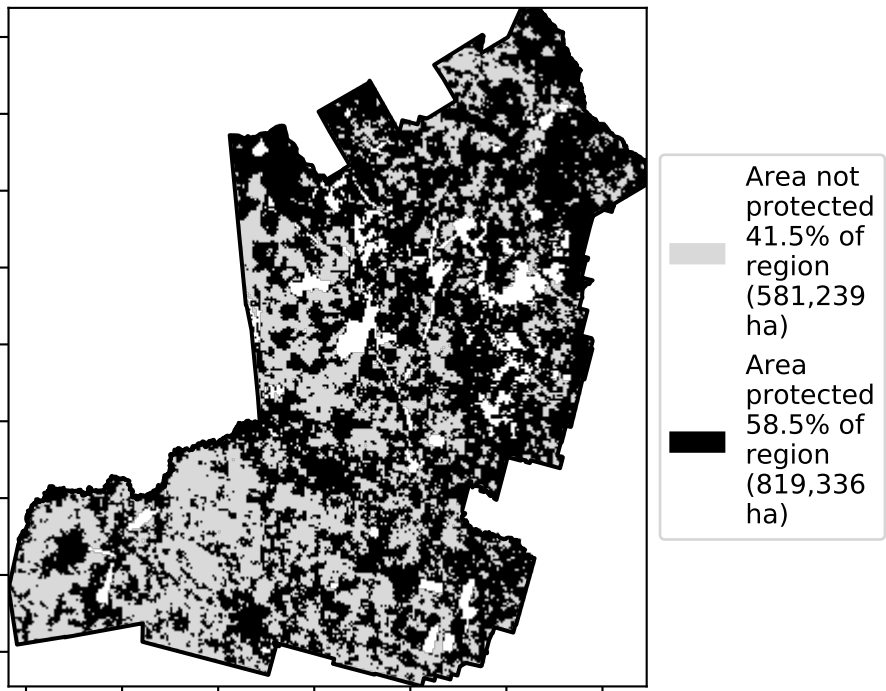 Area not
protected
41.5% of
region
(581,239
ha)
Area
protected
58.5% of
region
(819,336
ha)